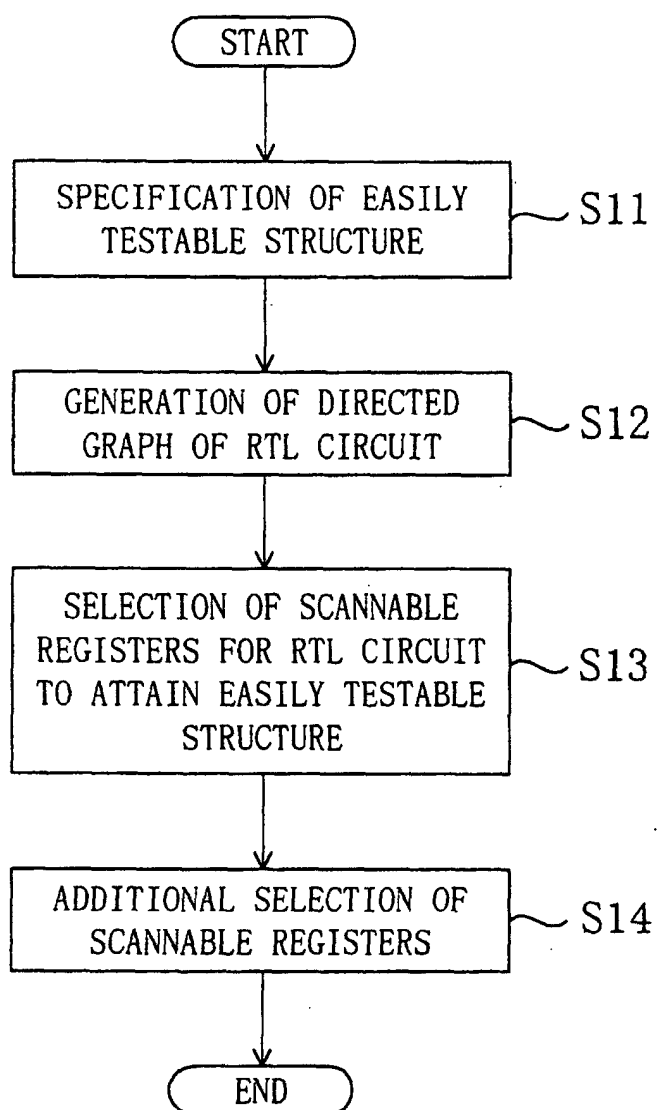 START
SPECIFICATION OF EASILY
TESTABLE STRUCTURE
S11
GENERATION OF DIRECTED
GRAPH OF RTL CIRCUIT
S12
SELECTION OF SCANNABLE
REGISTERS FOR RTL CIRCUIT
TO ATTAIN EASILY TESTABLE
STRUCTURE
S13
ADDITIONAL SELECTION OF
SCANNABLE REGISTERS
S14
END